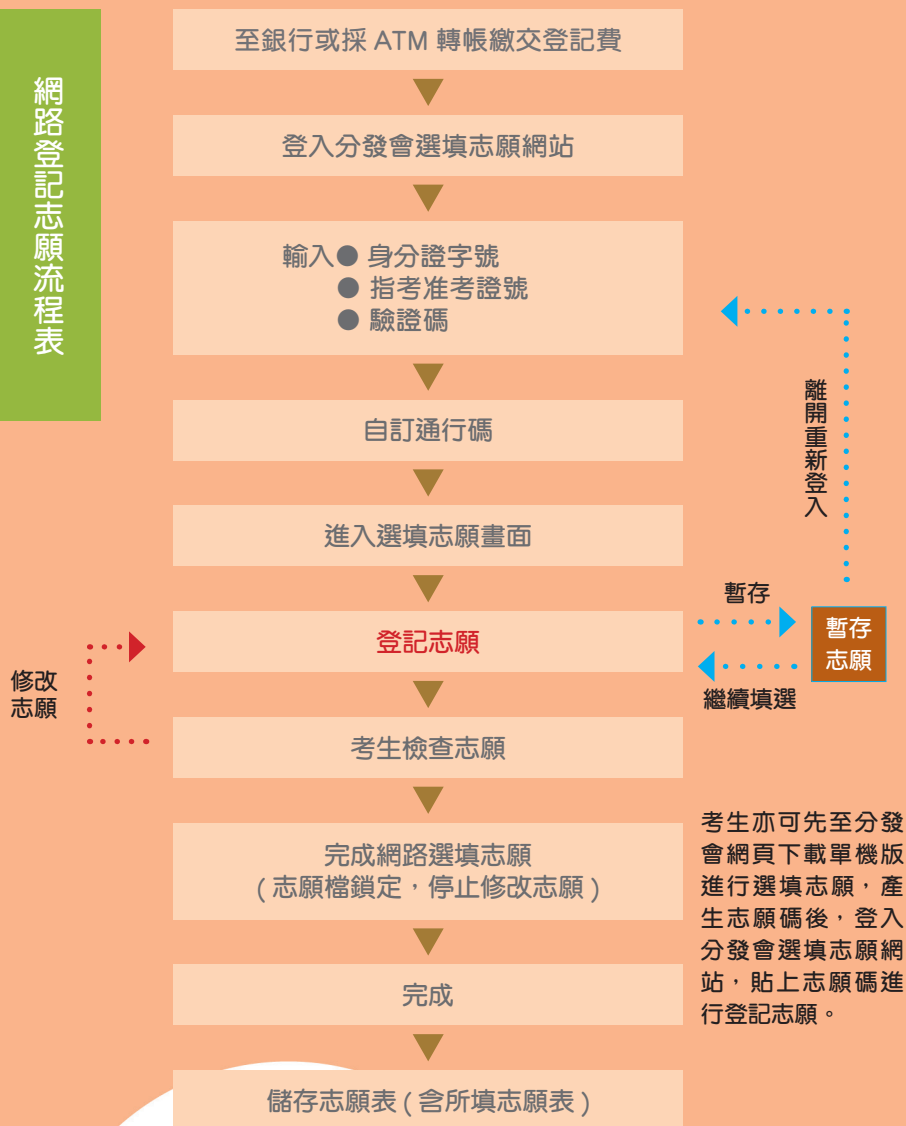 網路登記志願流程表
至銀行或採 ATM 轉帳繳交登記費
登入分發會選填志願網站
輸入● 身分證字號
● 指考准考證號
● 驗證碼
自訂通行碼
進入選填志願畫面
登記志願
考生檢查志願
完成網路選填志願
( 志願檔鎖定,停止修改志願 )
完成
儲存志願表 ( 含所填志願表 )
修改
志願
離開重新登入
暫存
暫存
志願
繼續填選
考生亦可先至分發
會網頁下載單機版
進行選填志願,產
生志願碼後,登入
分發會選填志願網
站,貼上志願碼進
行登記志願。